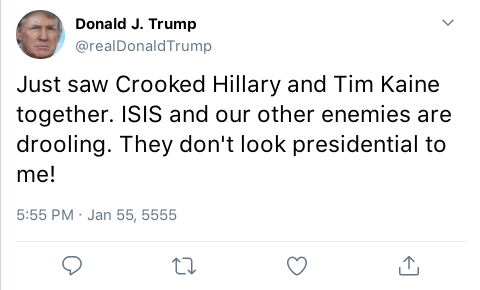 Donald J. Trump
@realDonaldTrump
Just saw Crooked Hillary and Tim Kaine
together. ISIS and our other enemies are
drooling. They don't look presidential to
me!
5:55 PM · Jan 55, 5555